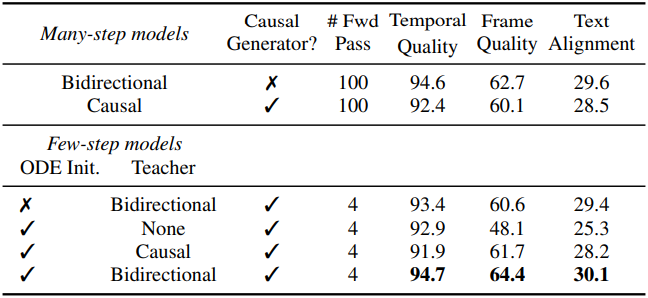 Many-step models Causal Generator? # Fwd Pass Temporal Quality Frame Quality Text Alignment
Bidirectional ✗ 100 94.6 62.7 29.6
Causal ✓ 100 92.4 60.1 28.5
Few-step models
ODE Init. Teacher
✗ Bidirectional ✓ 4 93.4 60.6 29.4
✓ None ✓ 4 92.9 48.1 25.3
✓ Causal ✓ 4 91.9 61.7 28.2
✓ Bidirectional ✓ 4 94.7 64.4 30.1